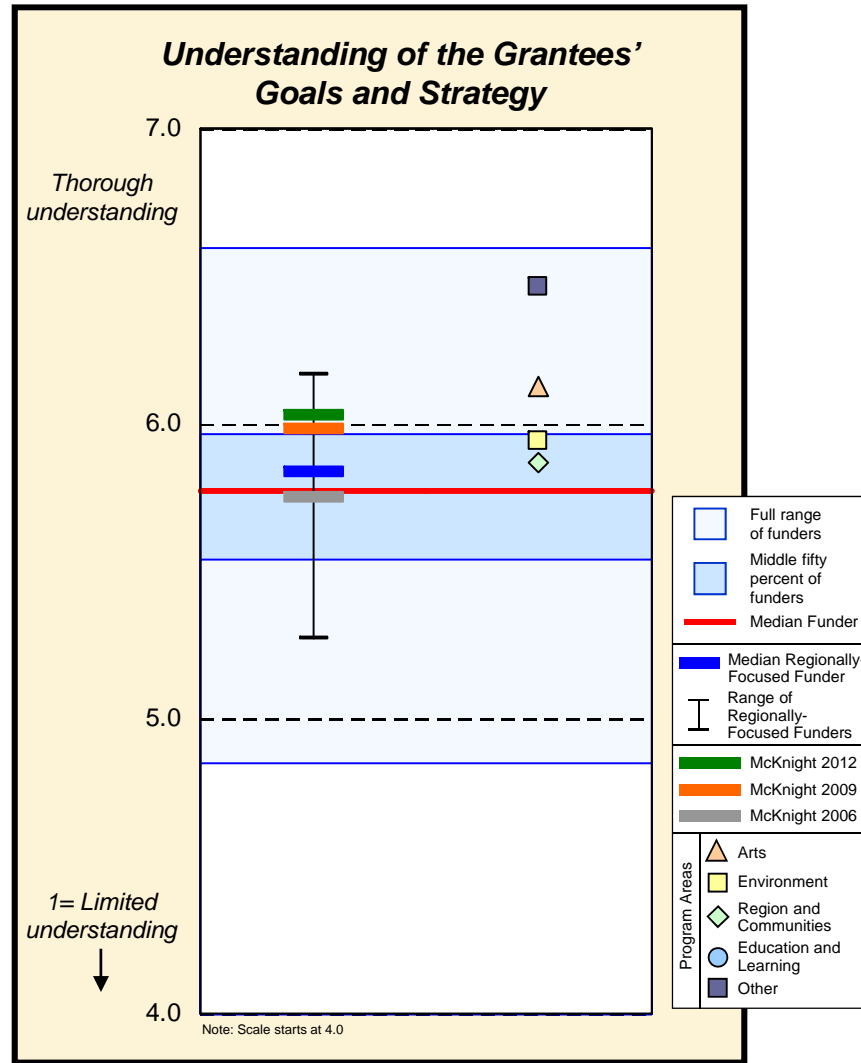 Understanding of the Grantees’
Goals and Strategy
7.0
Thorough
understanding
6.0
5.0
1= Limited
understanding
4.0
Note: Scale starts at 4.0
Full range
of funders
Middle fifty
percent of
funders
Median Funder
Median Regionally-
Focused Funder
Range of
Regionally-
Focused Funders
McKnight 2012
McKnight 2009
McKnight 2006
Program Areas
Arts
Environment
Region and
Communities
Education and
Learning
Other